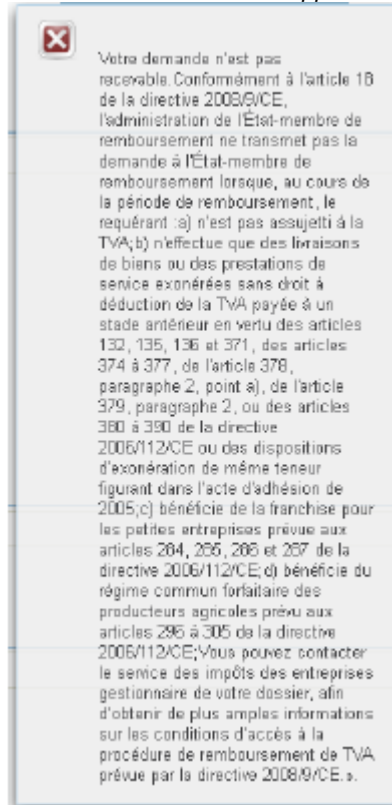 Votre demande n'est pas
recevable.Conformément à l'article 18
de la directive 2008/9/CE,
l'administration de l'État-membre de
remboursement ne transmet pas la
demande à l'État-membre de
remboursement lorsque, au cours de
la période de remboursement, le
requérant :a) n'est pas assujetti à la
TVA;b) n'effectue que des livraisons
de biens ou des prestations de
service exonérées sans droit à
déduction de la TVA payée à un
stade antérieur en vertu des articles
132, 135, 136 et 371, des articles
374 à 377, de l'article 378,
paragraphe 2, point a), de l'article
379, paragraphe 2, ou des articles
380 à 390 de la directive
2006/112/CE ou des dispositions
d'exonération de même teneur
figurant dans l'acte d'adhésion de
2005;c) bénéficie de la franchise pour
les petites entreprises prévue aux
articles 284, 285, 286 et 287 de la
directive 2006/112/CE;d) bénéficie du
régime commun forfaitaire des
producteurs agricoles prévu aux
articles 296 à 305 de la directive
2006/112/CE;Vous pouvez contacter
le service des impôts des entreprises
gestionnaire de votre dossier, afin
d'obtenir de plus amples informations
sur les conditions d'accès à la
procédure de remboursement de TVA
prévue par la directive 2008/9/CE.».